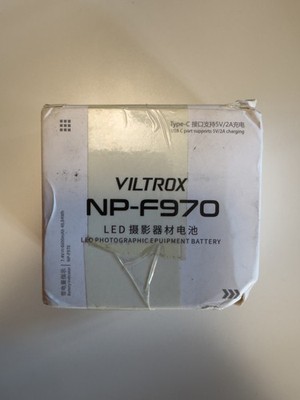 Type-C 接口支持5V/2A充电
Type-C port supports 5V/2A charging
VILTROX
NP-F970
LED 摄影器材电池
LED PHOTOGRAPHIC EPUIPMENT BATTERY